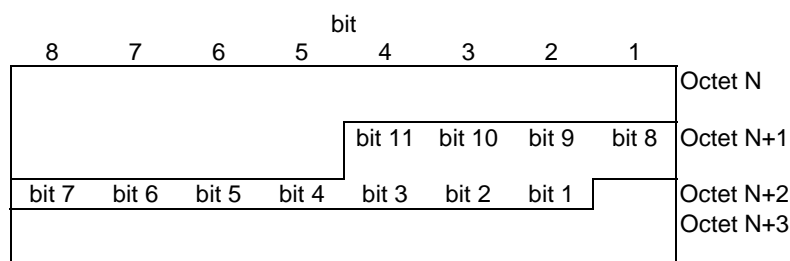 bit
8 7 6 5 4 3 2 1
Octet N
bit 11 bit 10 bit 9 bit 8 Octet N+1
bit 7 bit 6 bit 5 bit 4 bit 3 bit 2 bit 1 Octet N+2
Octet N+3